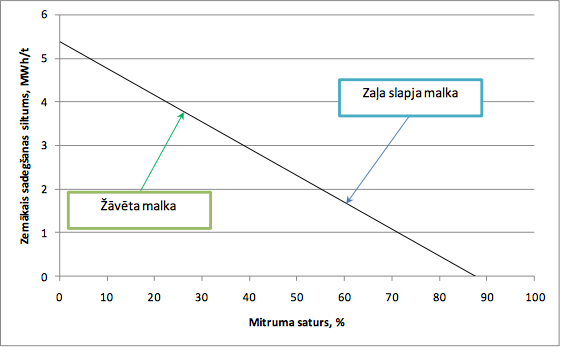 6
5
4
3
2
1
0
Zemākais sadegšanas siltums, MWh/t
Zaļa slapja malka
Žāvēta malka
0 10 20 30 40 50 60 70 80 90 100
Mitruma saturs, %